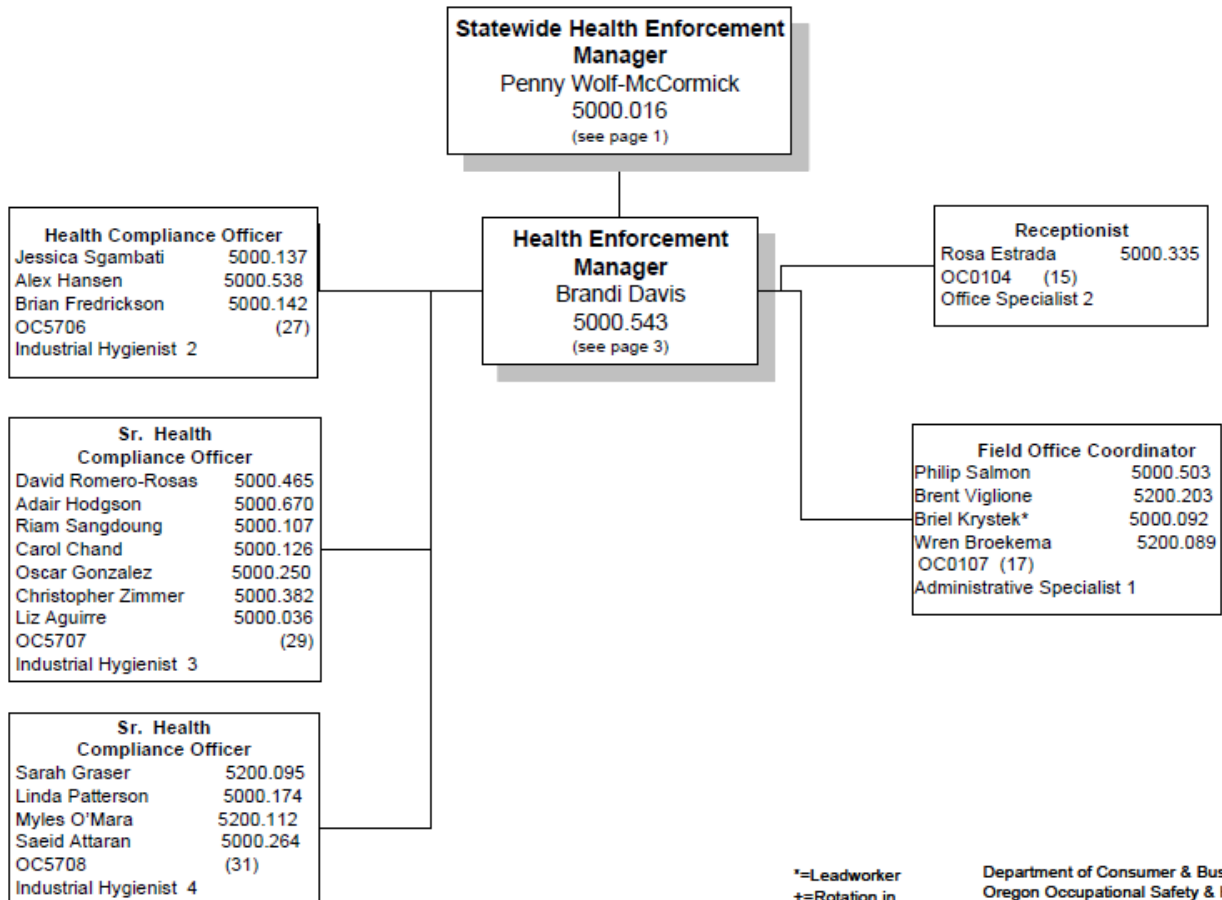 Statewide Health Enforcement
Manager
Penny Wolf-McCormick
5000.016
(see page 1)
Health Enforcement
Manager
Brandi Davis
5000.543
(see page 3)
Health Compliance Officer
Jessica Sgambati 5000.137
Alex Hansen 5000.538
Brian Fredrickson 5000.142
OC5706 (27)
Industrial Hygienist 2
Sr. Health
Compliance Officer
David Romero-Rosas 5000.465
Adair Hodgson 5000.670
Riam Sangdoung 5000.107
Carol Chand 5000.126
Oscar Gonzalez 5000.250
Christopher Zimmer 5000.382
Liz Aguirre 5000.036
OC5707 (29)
Industrial Hygienist 3
Sr. Health
Compliance Officer
Sarah Graser 5200.095
Linda Patterson 5000.174
Myles O'Mara 5200.112
Saeid Attaran 5000.264
OC5708 (31)
Industrial Hygienist 4
Receptionist
Rosa Estrada 5000.335
OC0104 (15)
Office Specialist 2
Field Office Coordinator
Philip Salmon 5000.503
Brent Viglione 5200.203
Briel Krystek* 5000.092
Wren Broekema 5200.089
OC0107 (17)
Administrative Specialist 1
*=Leadworker
+=Rotation in
Department of Consumer & Bus
Oregon Occupational Safety &